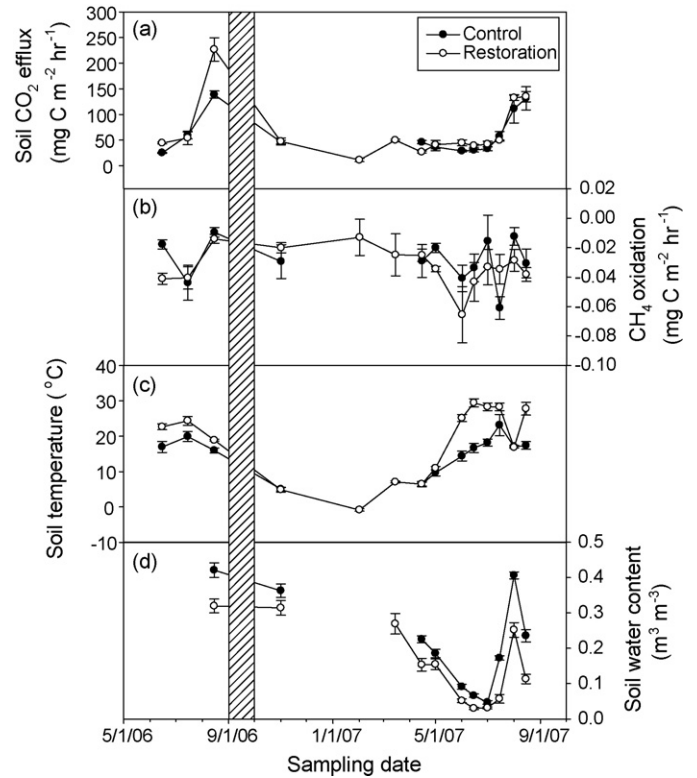 300
250
200
150
100
50
0
Soil CO2 efflux
(mg C m-2 hr-1)
(a)
Control
Restoration
0.02
0.00
-0.02
-0.04
-0.06
-0.08
-0.10
CH4 oxidation
(mg C m-2 hr-1)
(b)
40
30
20
10
0
-10
Soil temperature (°C)
(c)
0.5
0.4
0.3
0.2
0.1
0.0
Soil water content
(m3 m-3)
(d)
5/1/06 9/1/06 1/1/07 5/1/07 9/1/07
Sampling date